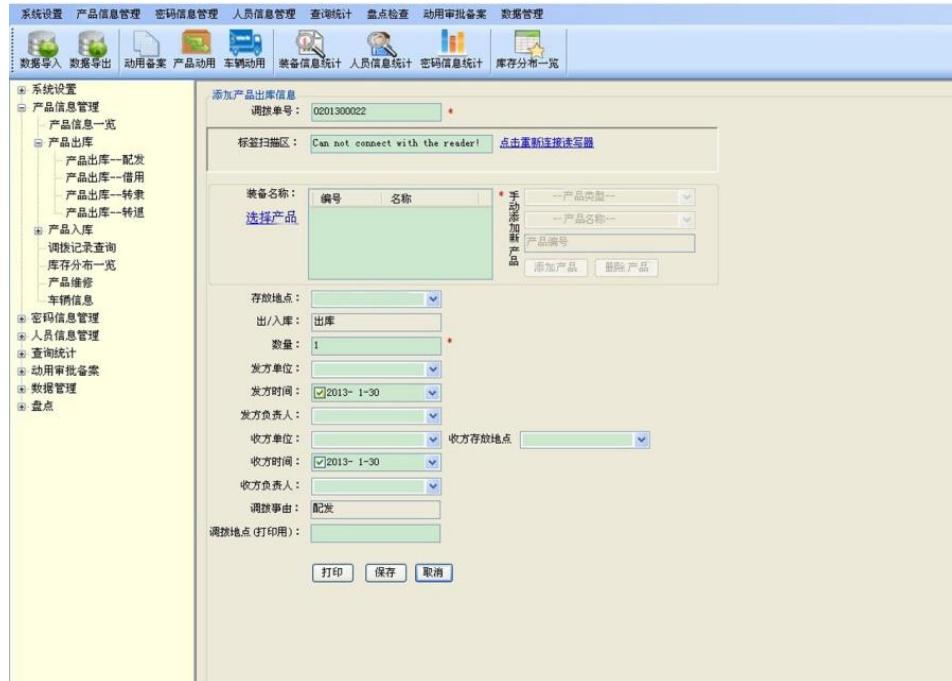 系统设置 产品信息管理 密码信息管理 人员信息管理 查询统计 盘点检查 动用审批备案 数据管理
数据导入 数据导出 动用备案 产品动用 车辆动用 装备信息统计 人员信息统计 密码信息统计 库存分布一览
系统设置
产品信息管理
产品信息一览
产品出库
产品出库--配发
产品出库--借用
产品出库--转隶
产品出库--转退
产品入库
调拨记录查询
库存分布一览
产品维修
车辆信息
密码信息管理
人员信息管理
查询统计
动用审批备案
数据管理
盘点
添加产品出库信息
调拨单号: 0201300022 *
标签扫描区: Can not connect with the reader! 点击重新连接读写器
装备名称: 编号 名称 * 手动添加新产品 --产品类型--
选择产品 --产品名称--
产品编号
添加产品 删除产品
存放地点:
出/入库: 出库
数量: 1 *
发方单位:
发方时间: 2013- 1-30
发方负责人:
收方单位: 收方存放地点
收方时间: 2013- 1-30
收方负责人:
调拨事由: 配发
调拨地点(打印用):
打印 保存 取消